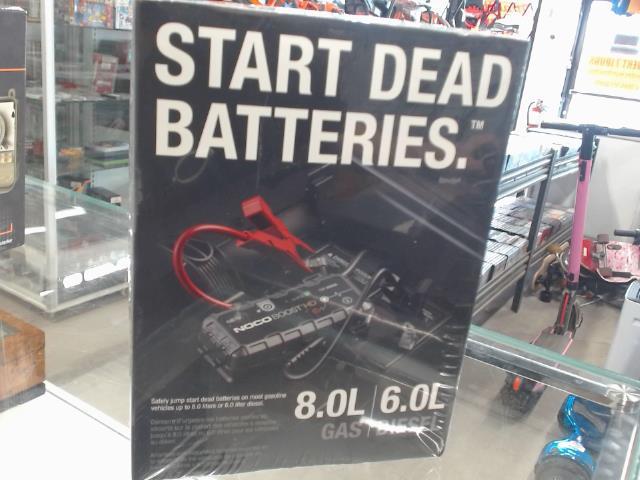 START DEAD
BATTERIES.™
NOCO BOOST HD
Safely jump start dead batteries on most gasoline
vehicles up to 8.0 liters or 6.0 liter diesel.
8.0L | 6.0L
GAS | DIESEL